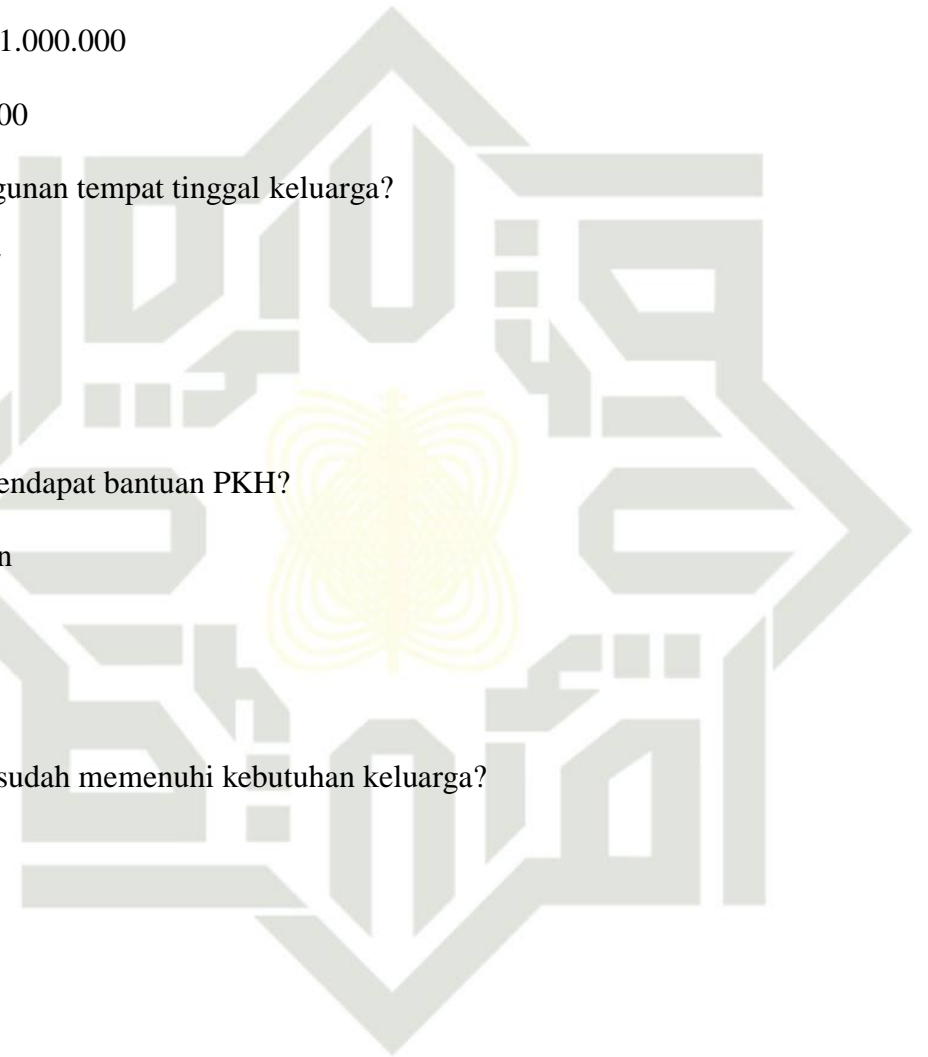 1.000.000
00
gunan tempat tinggal keluarga?
endapat bantuan PKH?
n
sudah memenuhi kebutuhan keluarga?